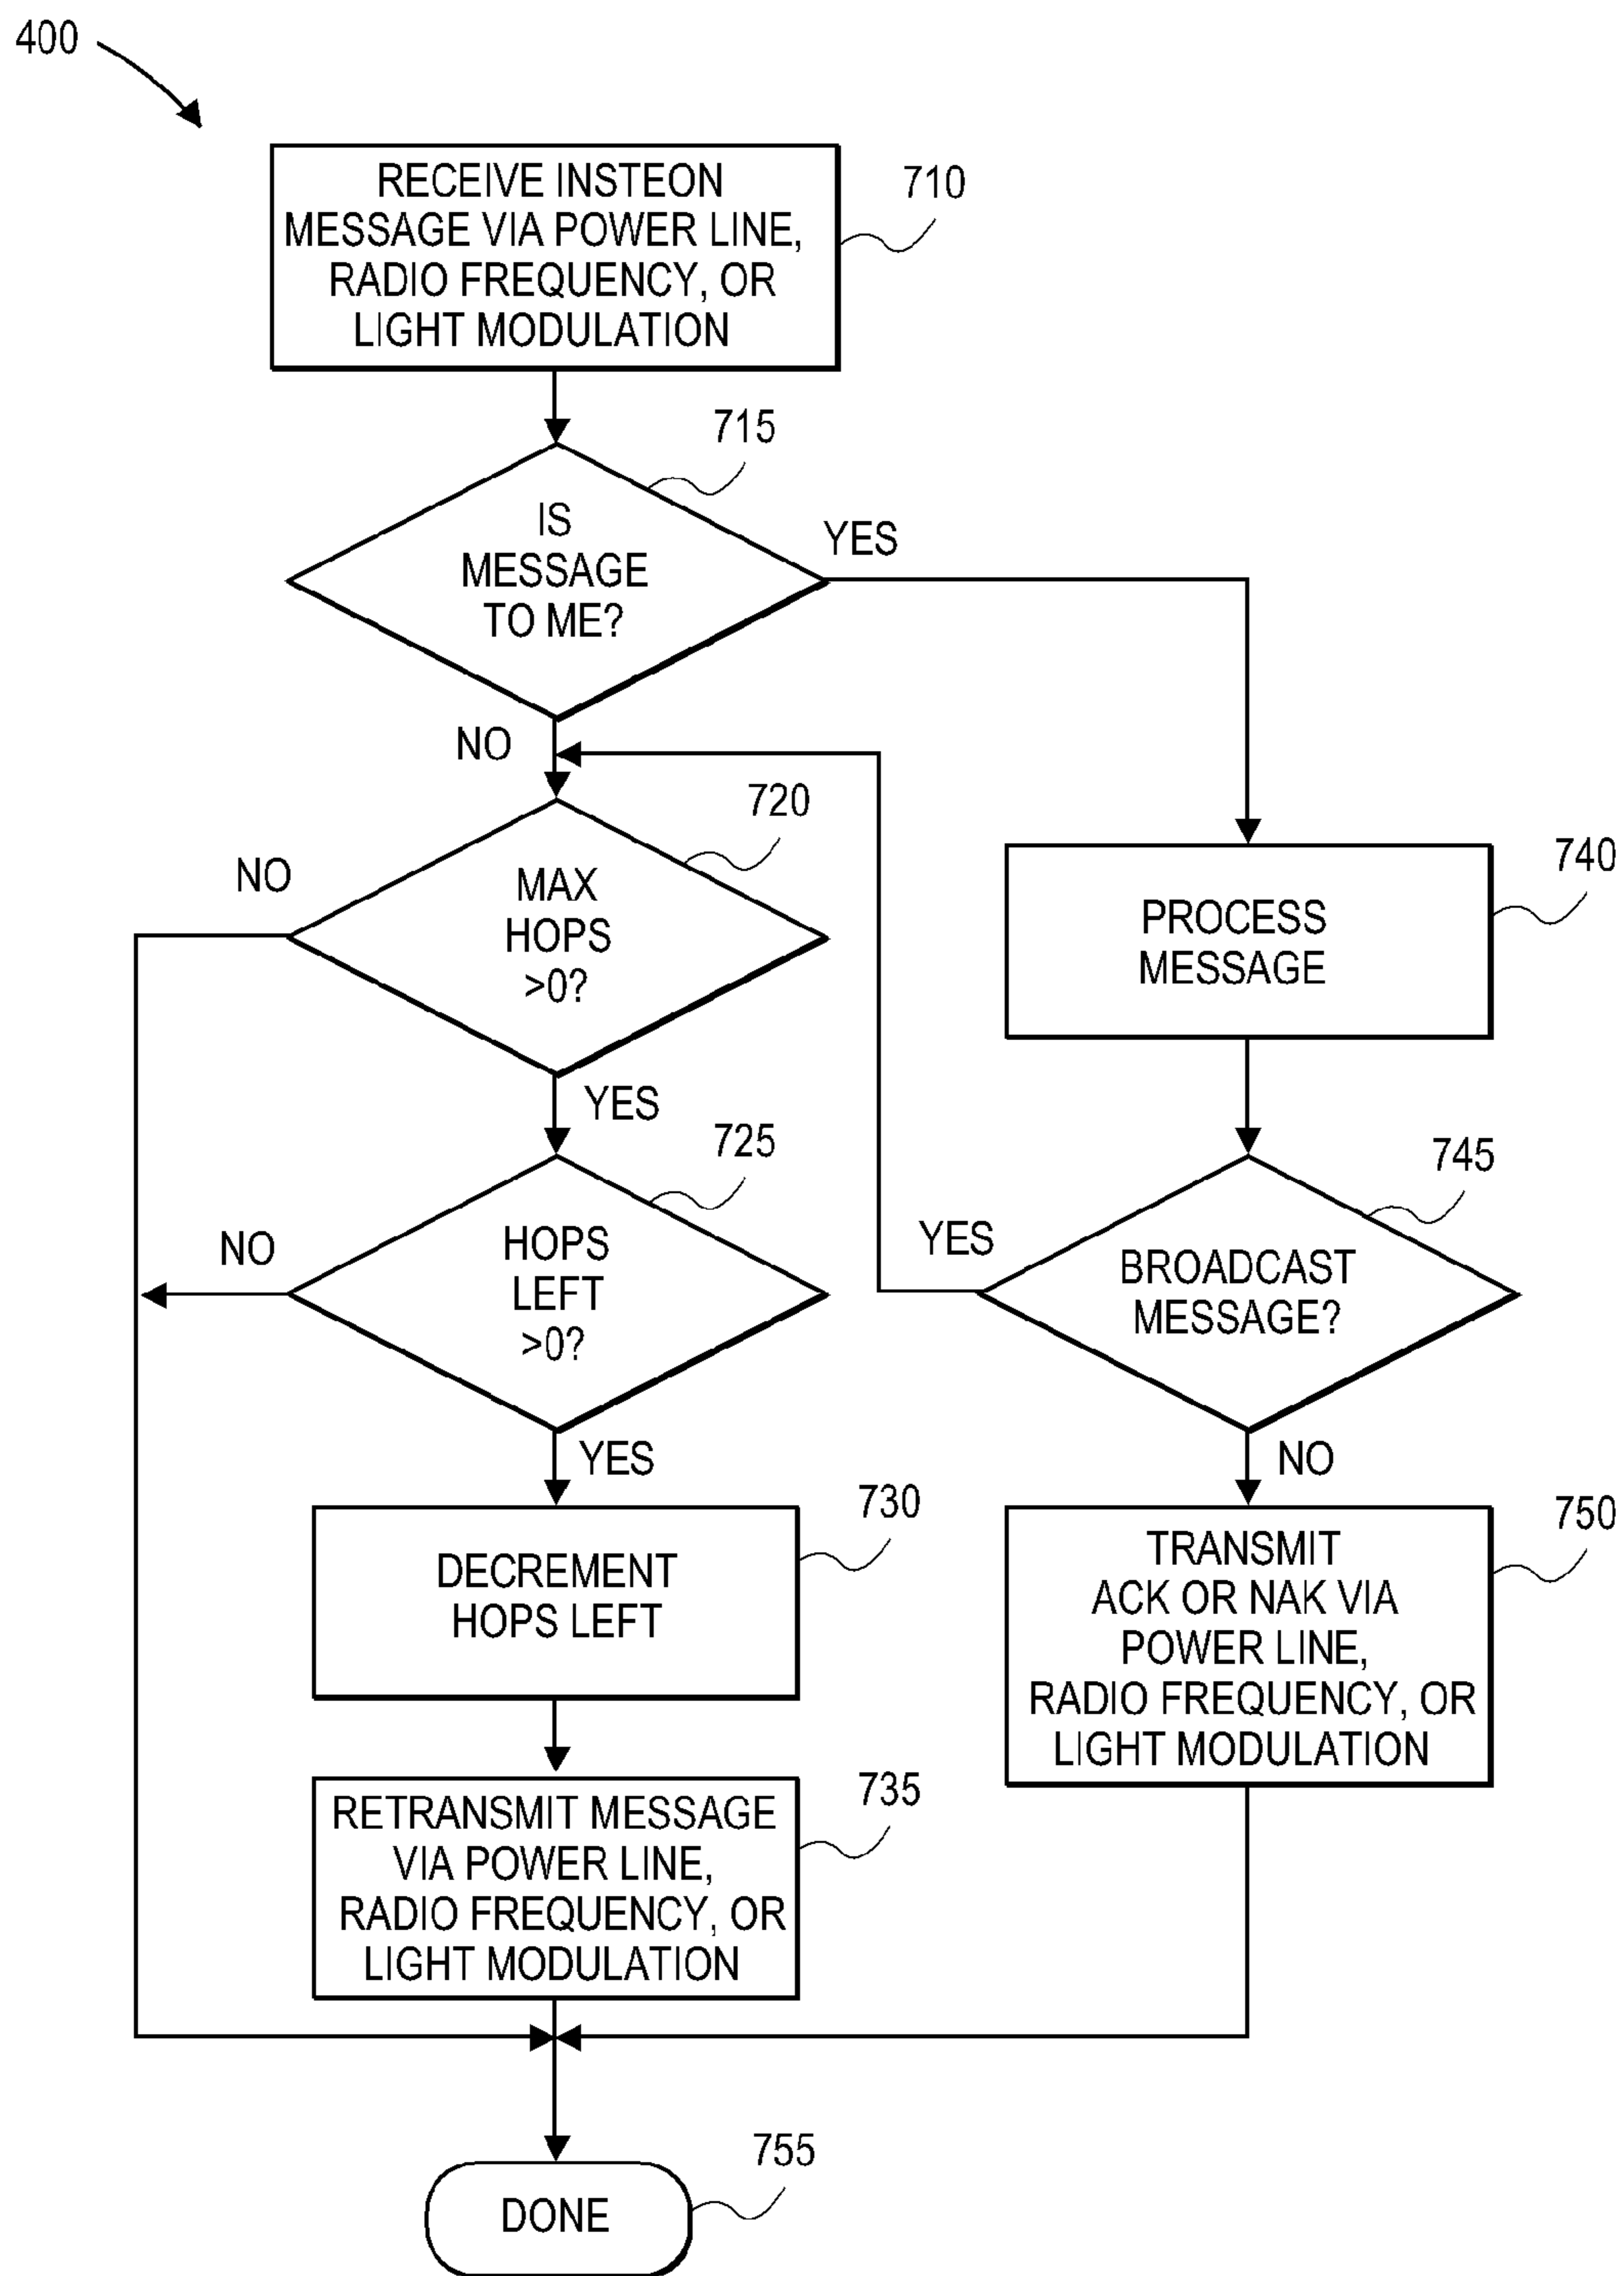 400
RECEIVE INSTEON
MESSAGE VIA POWER LINE,
RADIO FREQUENCY, OR
LIGHT MODULATION
710
715
IS
MESSAGE
TO ME?
YES
NO
720
NO
MAX
HOPS
>0?
740
PROCESS
MESSAGE
YES
725
NO
HOPS
LEFT
>0?
745
YES
BROADCAST
MESSAGE?
YES
NO
730
DECREMENT
HOPS LEFT
750
TRANSMIT
ACK OR NAK VIA
POWER LINE,
RADIO FREQUENCY, OR
LIGHT MODULATION
735
RETRANSMIT MESSAGE
VIA POWER LINE,
RADIO FREQUENCY, OR
LIGHT MODULATION
755
DONE